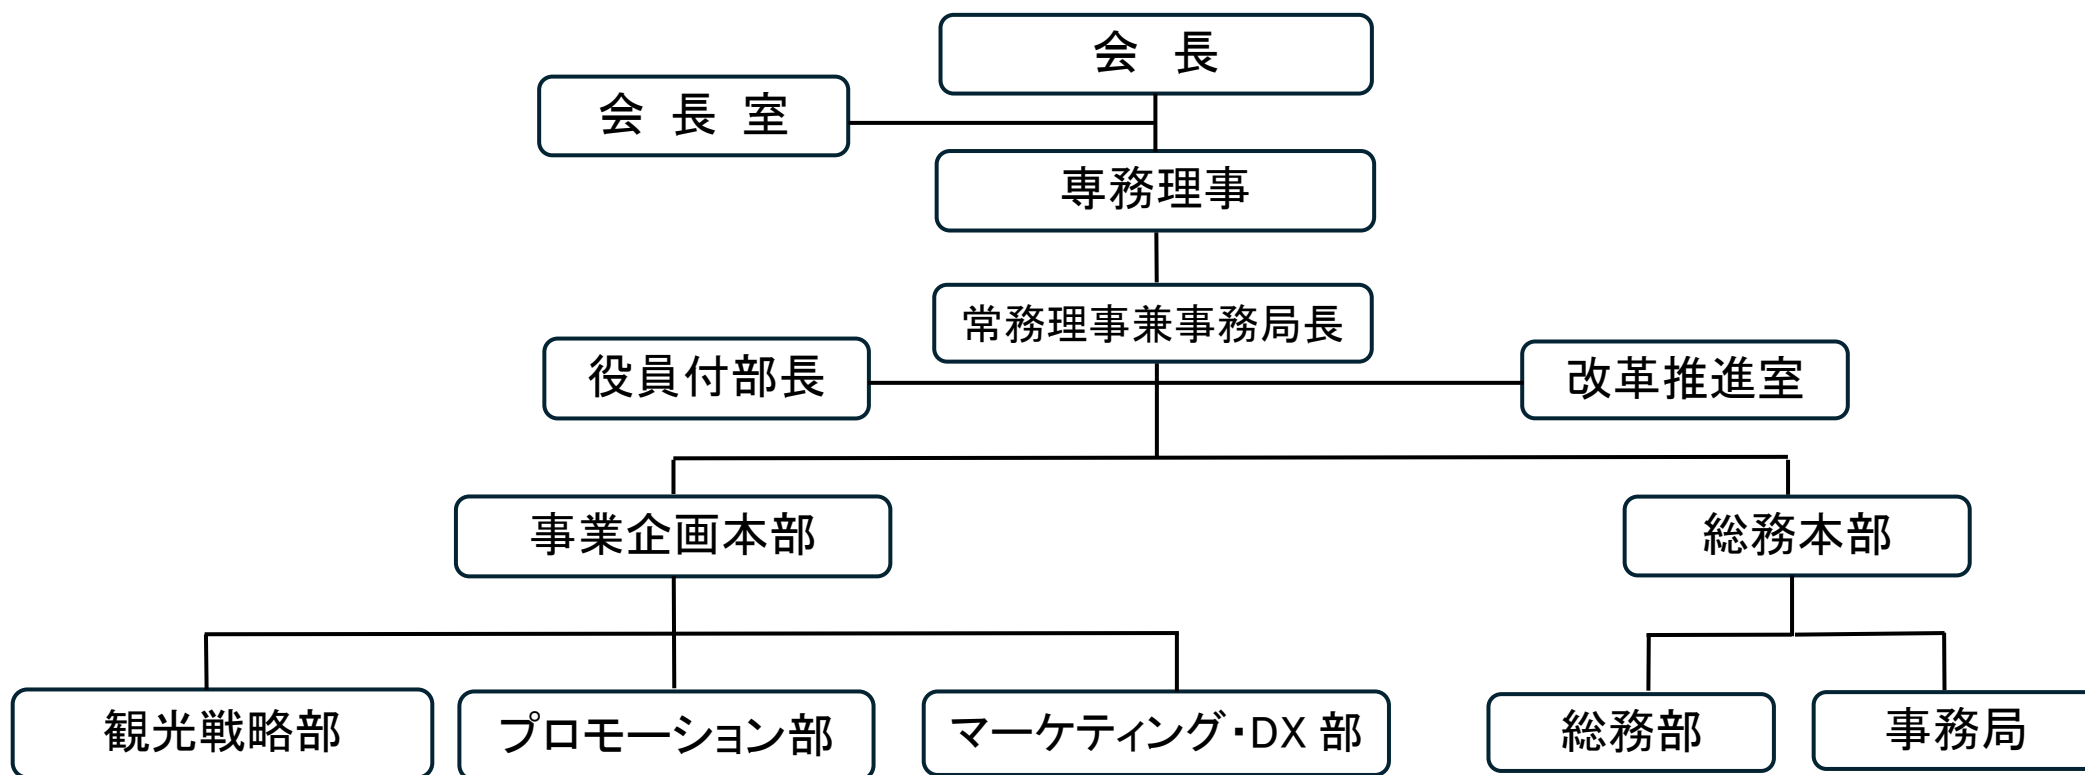 会 長
会 長 室
専務理事
常務理事兼事務局長
役員付部長
改革推進室
事業企画本部
総務本部
観光戦略部
プロモーション部
マーケティング・DX 部
総務部
事務局